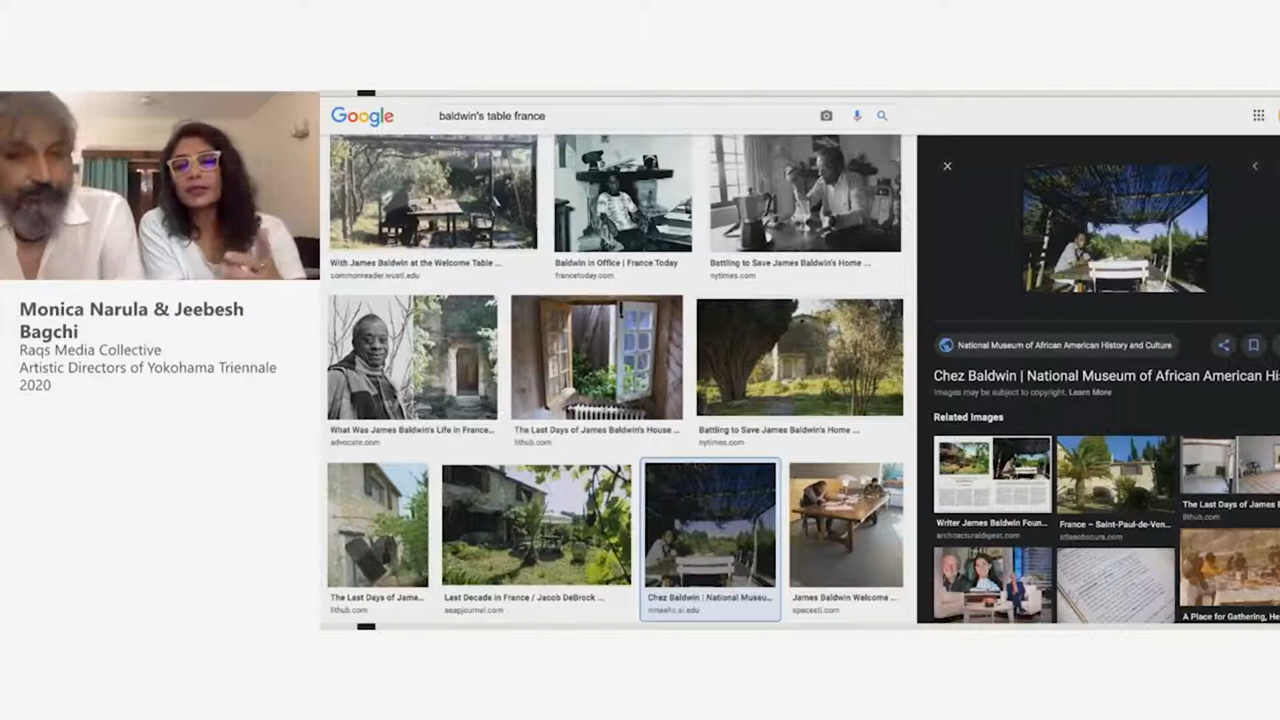 Monica Narula & Jeebesh
Bagchi
Raqs Media Collective
Artistic Directors of Yokohama Triennale
2020
Google
baldwin's table france
With James Baldwin at the Welcome Table ...
commonreader.wustl.edu
Baldwin in Office | France Today
francetoday.com
Battling to Save James Baldwin's Home ...
nytimes.com
What Was James Baldwin's Life in France...
advocate.com
The Last Days of James Baldwin's House ...
lithub.com
Battling to Save James Baldwin's Home ...
nytimes.com
The Last Days of Jame...
lithub.com
Last Decade in France / Jacob DeBrock ...
asapjournal.com
Chez Baldwin | National Museu...
nmaahc.si.edu
James Baldwin Welcome ...
spacestl.com
National Museum of African American History and Culture
Chez Baldwin | National Museum of African American Hi
Images may be subject to copyright. Learn More
Related Images
Writer James Baldwin Foun...
architecturaldigest.com
France – Saint-Paul-de-Ven...
The Last Days of James B
lithub.com
A Place for Gathering, He